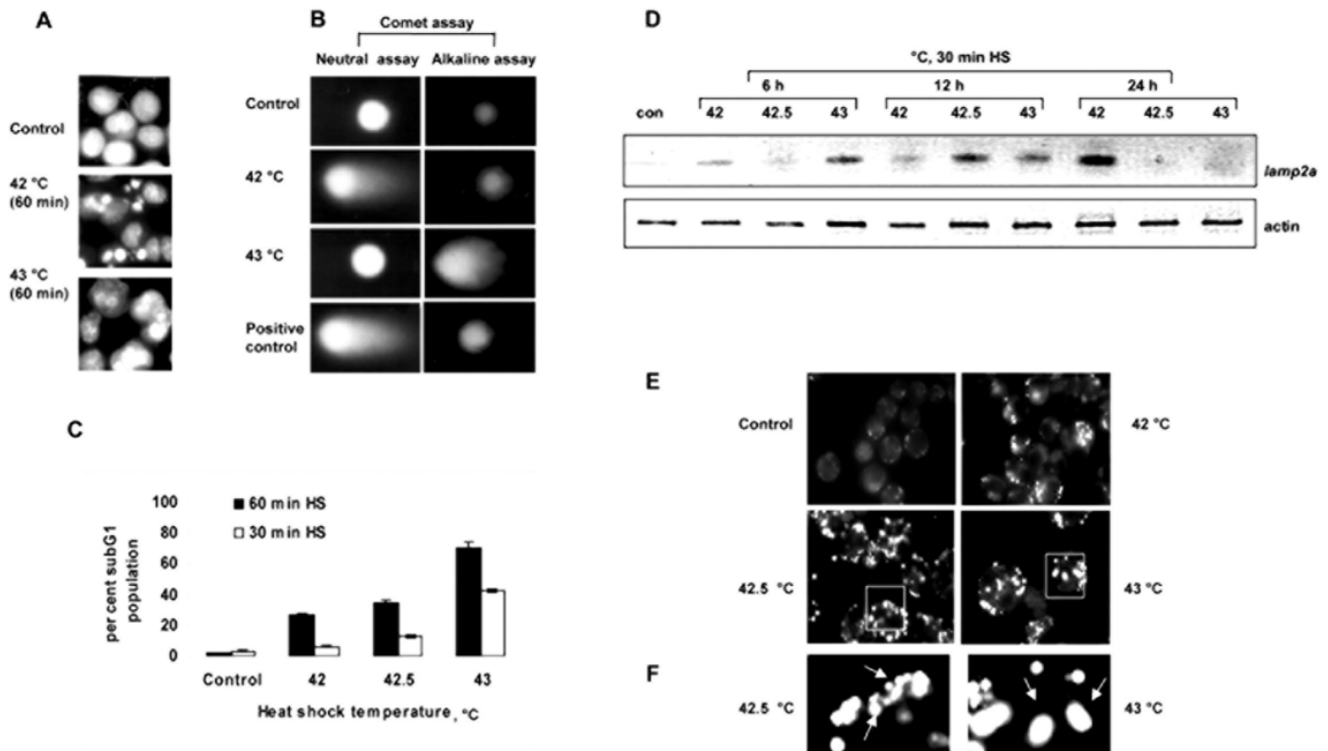 A
Control
42 °C
(60 min)
43 °C
(60 min)
B
Comet assay
Neutral assay Alkaline assay
Control
42 °C
43 °C
Positive
control
C
per cent subG1
population
100
80
60
40
20
0
60 min HS
30 min HS
Control 42 42.5 43
Heat shock temperature, °C
D
°C, 30 min HS
6 h 12 h 24 h
con 42 42.5 43 42 42.5 43 42 42.5 43
lamp2a
actin
E
Control 42 °C
42.5 °C 43 °C
F
42.5 °C 43 °C